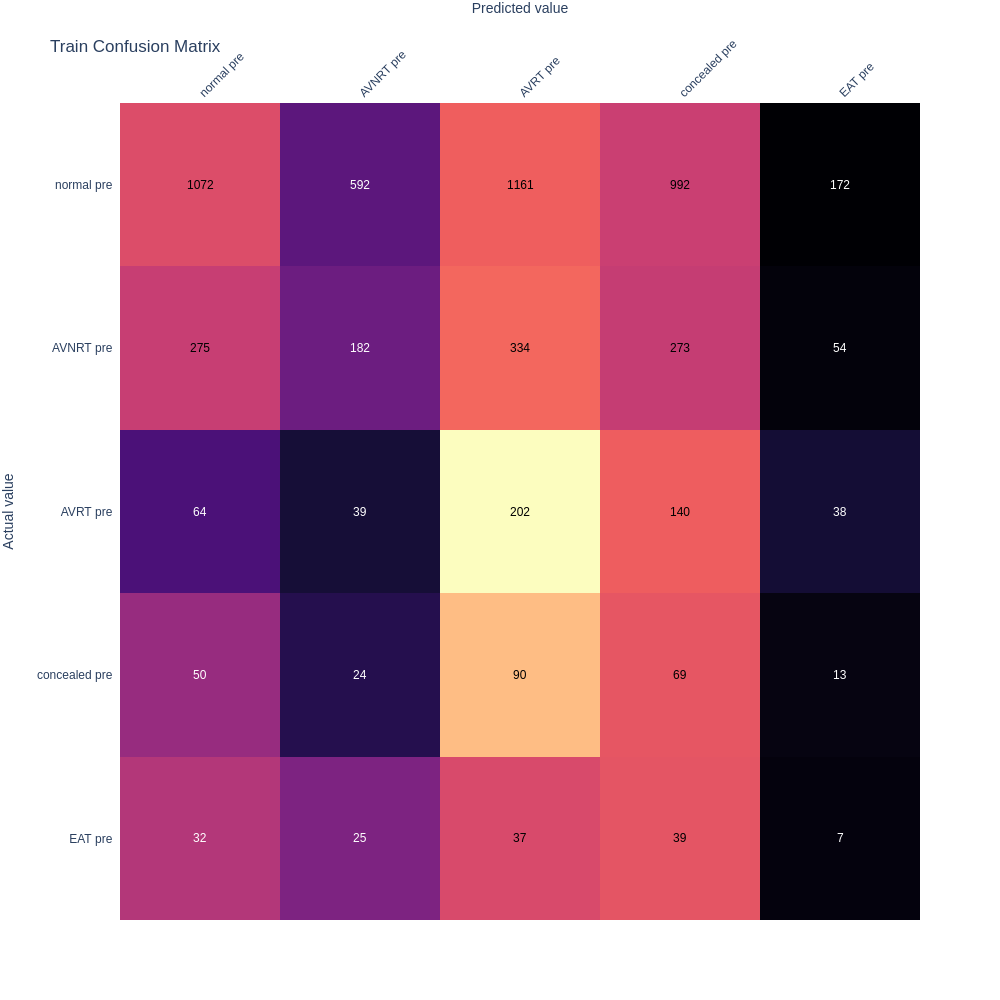 Predicted value
Train Confusion Matrix
normal pre AVNRT pre AVRT pre concealed pre EAT pre
normal pre 1072 592 1161 992 172
AVNRT pre 275 182 334 273 54
Actual value
AVRT pre 64 39 202 140 38
concealed pre 50 24 90 69 13
EAT pre 32 25 37 39 7